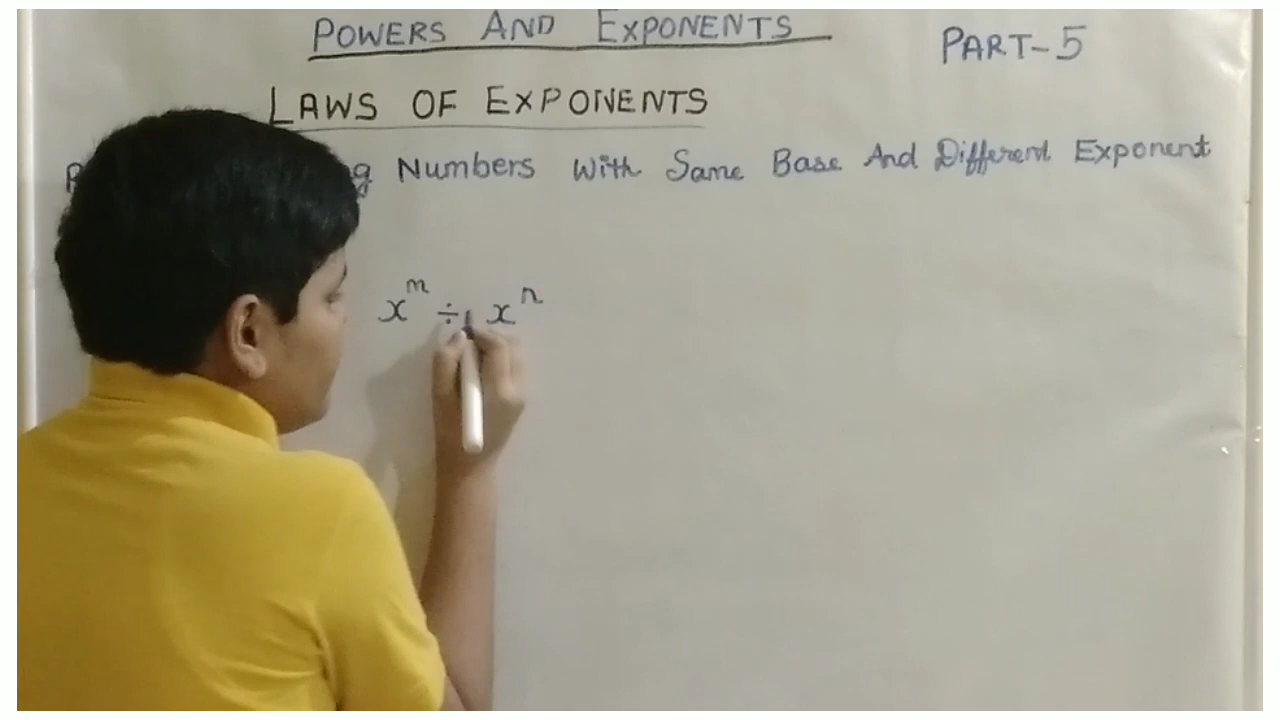 POWERS AND EXPONENTS
PART-5
LAWS OF EXPONENTS
Numbers With Same Base And Different Exponent
x^m ÷ x^n